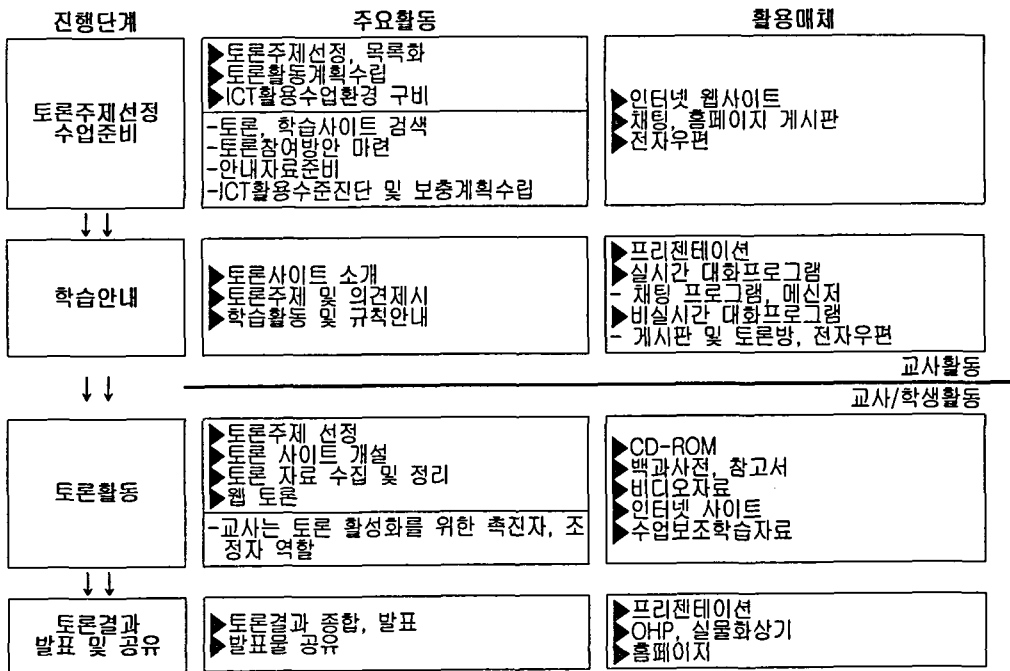 진행단계
주요활동
활용매체
토론주제선정
수업준비
▶토론주제선정, 목록화
▶토론활동계획수립
▶ICT활용수업환경 구비
-토론, 학습사이트 검색
-토론참여방안 마련
-안내자료준비
-ICT활용수준진단 및 보충계획수립
▶인터넷 웹사이트
▶채팅, 홈페이지 게시판
▶전자우편
↓↓
학습안내
▶토론사이트 소개
▶토론주제 및 의견제시
▶학습활동 및 규칙안내
▶프리젠테이션
▶실시간 대화프로그램
- 채팅 프로그램, 메신저
▶비실시간 대화프로그램
- 게시판 및 토론방, 전자우편
교사활동
↓↓
교사/학생활동
토론활동
▶토론주제 선정
▶토론 사이트 개설
▶토론 자료 수집 및 정리
▶웹 토론
-교사는 토론 활성화를 위한 촉진자, 조
정자 역할
▶CD-ROM
▶백과사전, 참고서
▶비디오자료
▶인터넷 사이트
▶수업보조학습자료
↓↓
토론결과
발표 및 공유
▶토론결과 종합, 발표
▶발표물 공유
▶프리젠테이션
▶OHP, 실물화상기
▶홈페이지